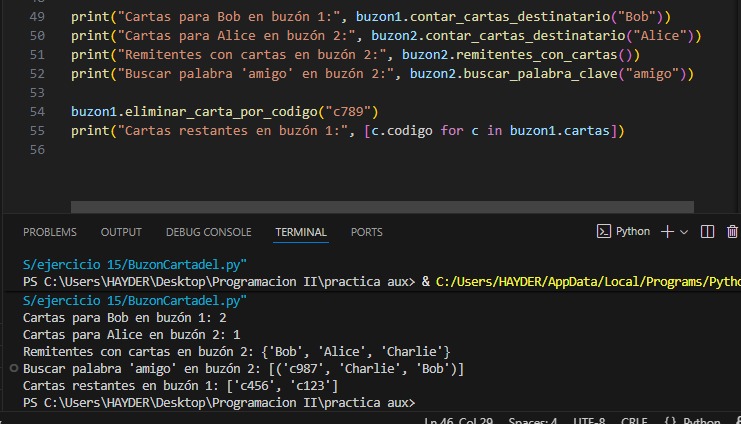 49 print("Cartas para Bob en buzón 1:", buzon1.contar_cartas_destinatario("Bob"))
50 print("Cartas para Alice en buzón 2:", buzon2.contar_cartas_destinatario("Alice"))
51 print("Remitentes con cartas en buzón 2:", buzon2.remitentes_con_cartas())
52 print("Buscar palabra 'amigo' en buzón 2:", buzon2.buscar_palabra_clave("amigo"))
53
54 buzon1.eliminar_carta_por_codigo("c789")
55 print("Cartas restantes en buzón 1:", [c.codigo for c in buzon1.cartas])
56
PROBLEMS OUTPUT DEBUG CONSOLE TERMINAL PORTS Python
S/ejercicio 15/BuzonCartadel.py"
PS C:\Users\HAYDER\Desktop\Programacion II\practica aux> & C:/Users/HAYDER/AppData/Local/Programs/Pytho
S/ejercicio 15/BuzonCartadel.py"
Cartas para Bob en buzón 1: 2
Cartas para Alice en buzón 2: 1
Remitentes con cartas en buzón 2: {'Bob', 'Alice', 'Charlie'}
Buscar palabra 'amigo' en buzón 2: [('c987', 'Charlie', 'Bob')]
Cartas restantes en buzón 1: ['c456', 'c123']
PS C:\Users\HAYDER\Desktop\Programacion II\practica aux>
Ln 46, Col 29 Spaces: 4 UTF-8 CRLF {} Python